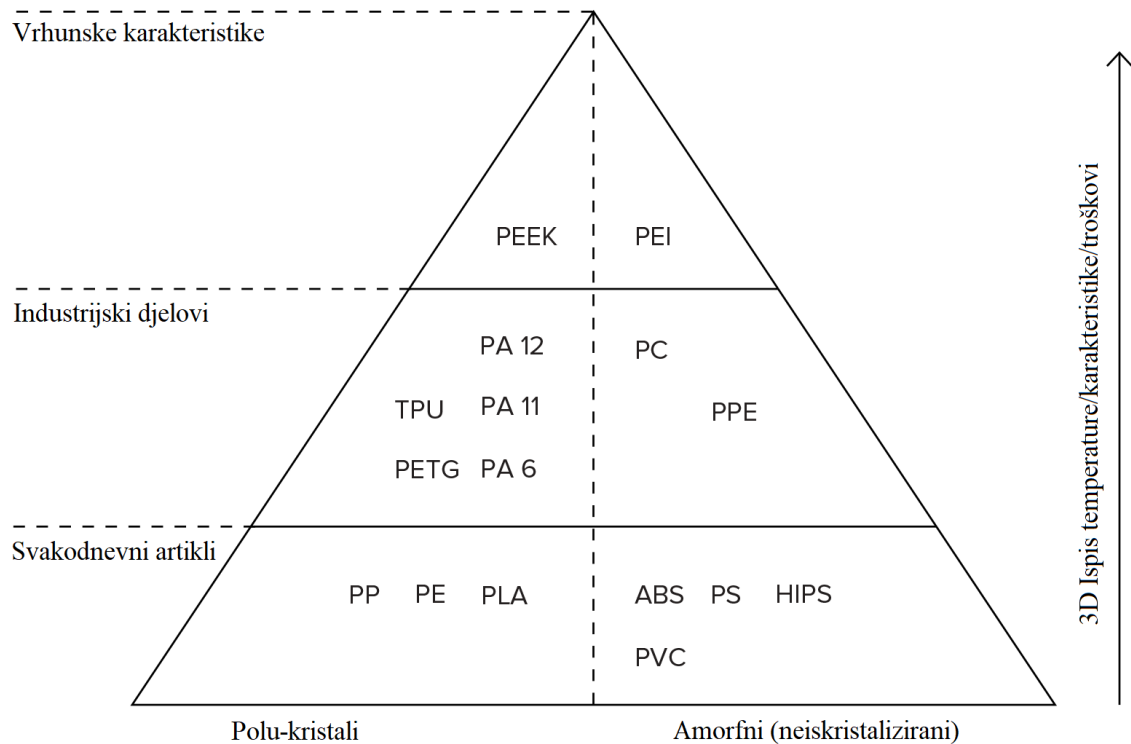 Vrhunske karakteristike
PEEK PEI
Industrijski djelovi
PA 12 PC
TPU PA 11 PPE
PETG PA 6
Svakodnevni artikli
PP PE PLA ABS PS HIPS
PVC
Polu-kristali Amorfni (neiskristalizirani)
3D Ispis temperature/karakteristike/troškovi